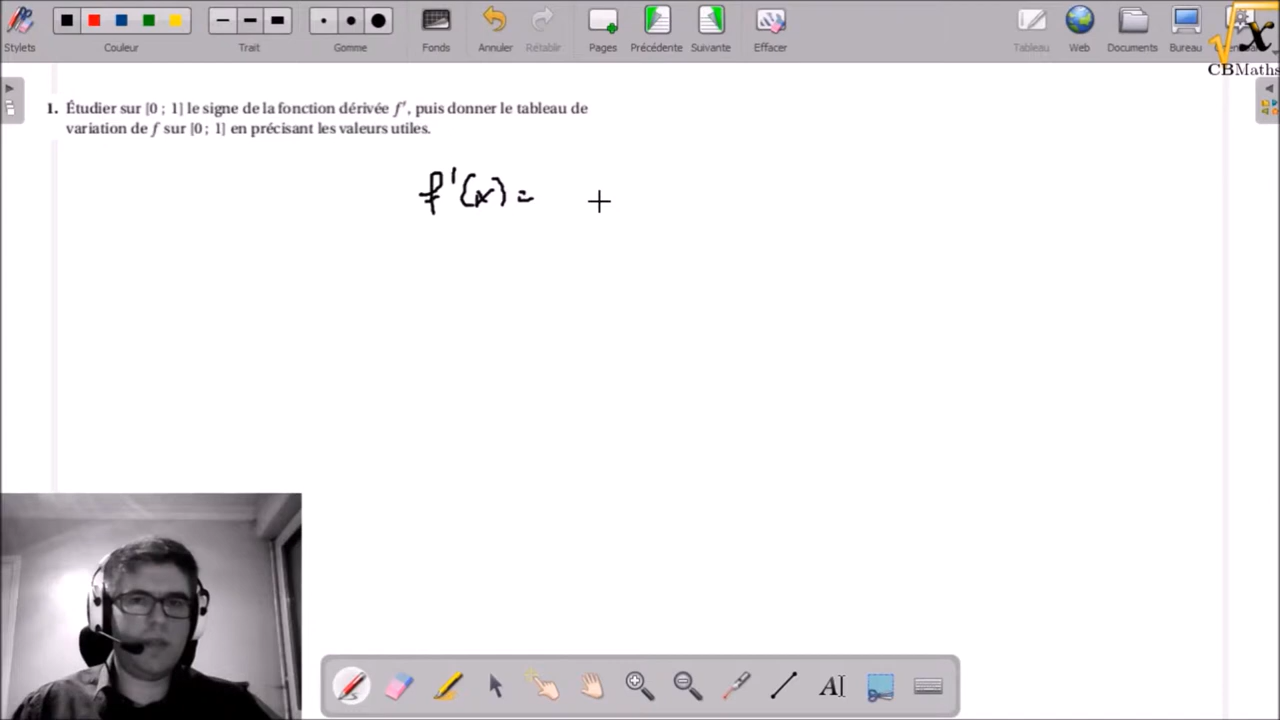 Stylets Couleur Trait Gomme Fonds Annuler Rétablir Pages Précédente Suivante Effacer Tableau Web Documents Bureau
CBMaths
1. Étudier sur [0 ; 1] le signe de la fonction dérivée f′, puis donner le tableau de
variation de f sur [0 ; 1] en précisant les valeurs utiles.
f'(x) =